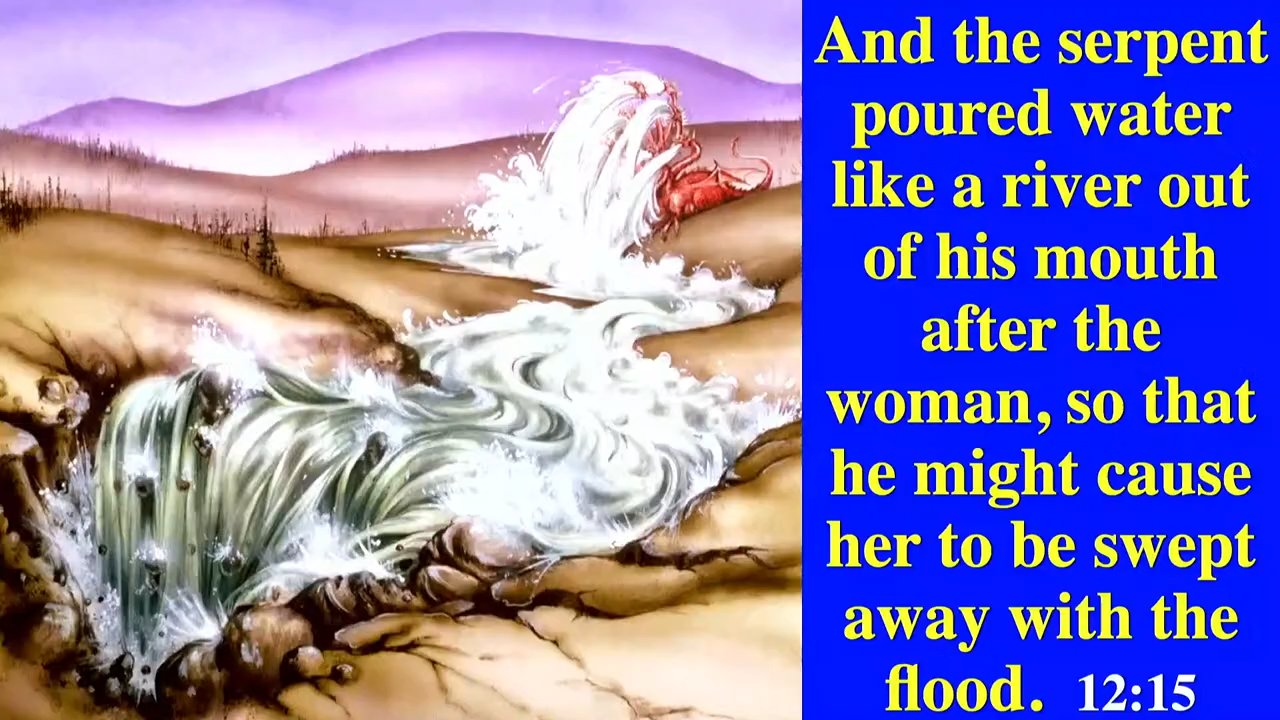 And the serpent
poured water
like a river out
of his mouth
after the
woman, so that
he might cause
her to be swept
away with the
flood. 12:15